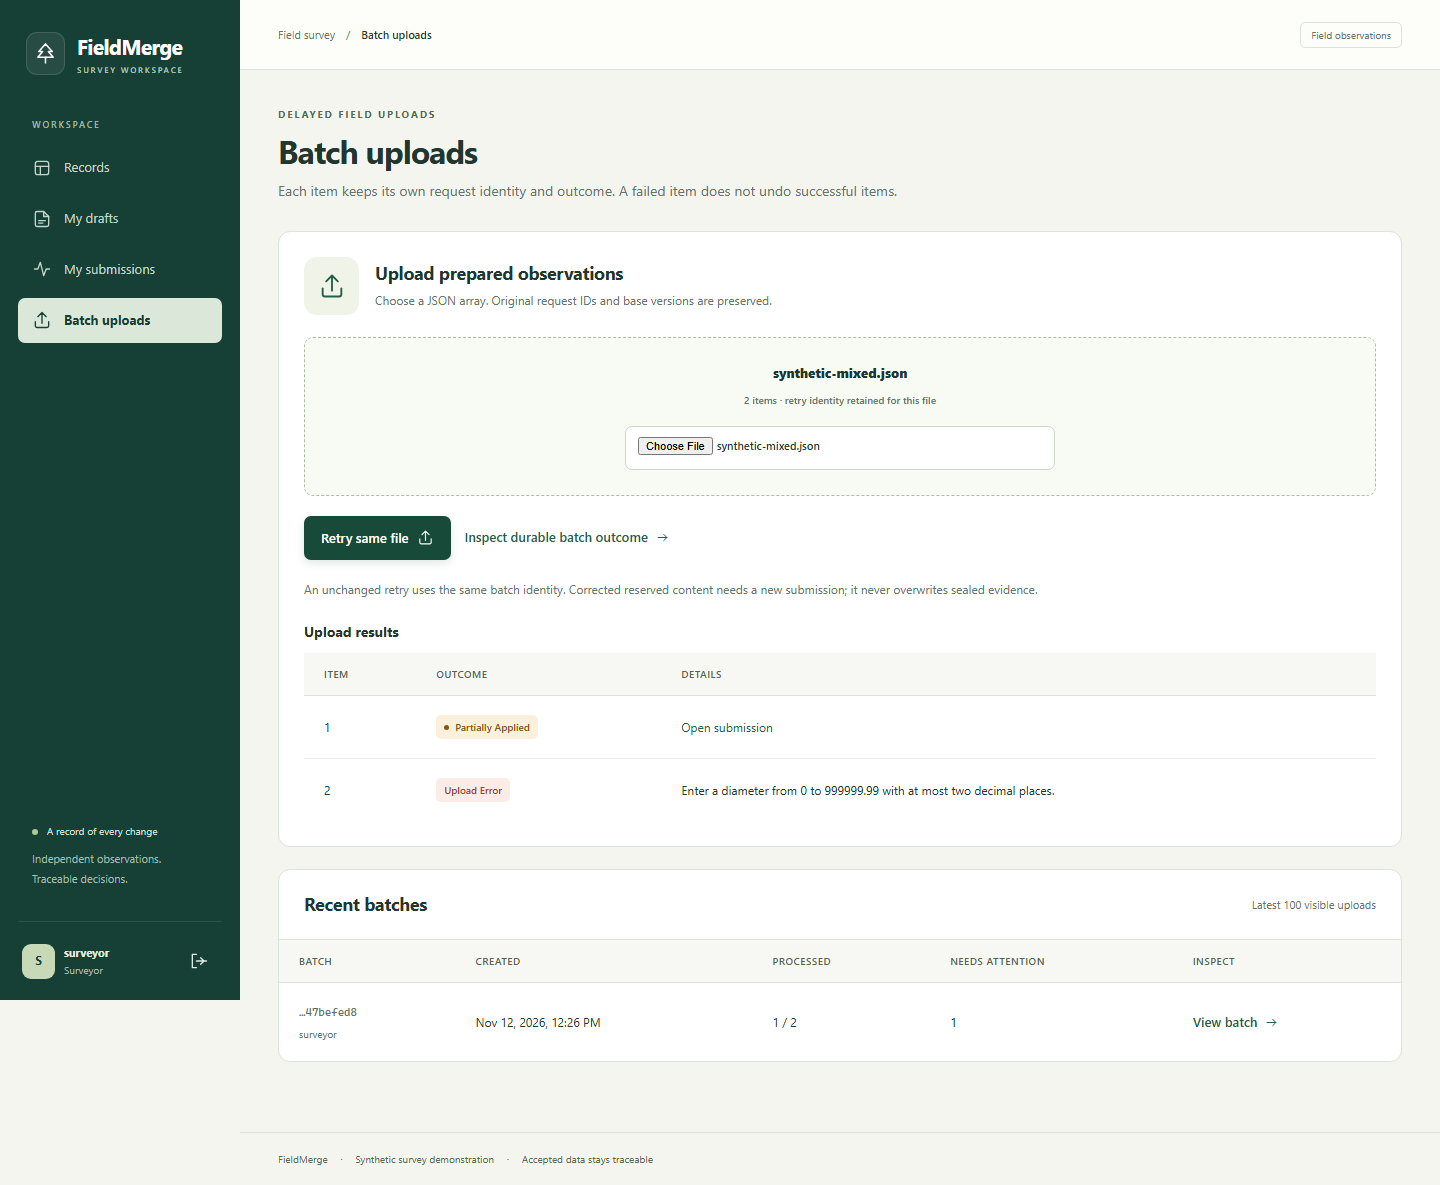 FieldMerge
SURVEY WORKSPACE
WORKSPACE
Records
My drafts
My submissions
Batch uploads
A record of every change
Independent observations.
Traceable decisions.
S
surveyor
Surveyor
Field survey / Batch uploads
Field observations
DELAYED FIELD UPLOADS
Batch uploads
Each item keeps its own request identity and outcome. A failed item does not undo successful items.
Upload prepared observations
Choose a JSON array. Original request IDs and base versions are preserved.
synthetic-mixed.json
2 items · retry identity retained for this file
Choose File synthetic-mixed.json
Retry same file
Inspect durable batch outcome →
An unchanged retry uses the same batch identity. Corrected reserved content needs a new submission; it never overwrites sealed evidence.
Upload results
ITEM OUTCOME DETAILS
1 Partially Applied Open submission
2 Upload Error Enter a diameter from 0 to 999999.99 with at most two decimal places.
Recent batches
Latest 100 visible uploads
BATCH CREATED PROCESSED NEEDS ATTENTION INSPECT
…47befed8
surveyor
Nov 12, 2026, 12:26 PM 1 / 2 1 View batch →
FieldMerge · Synthetic survey demonstration · Accepted data stays traceable